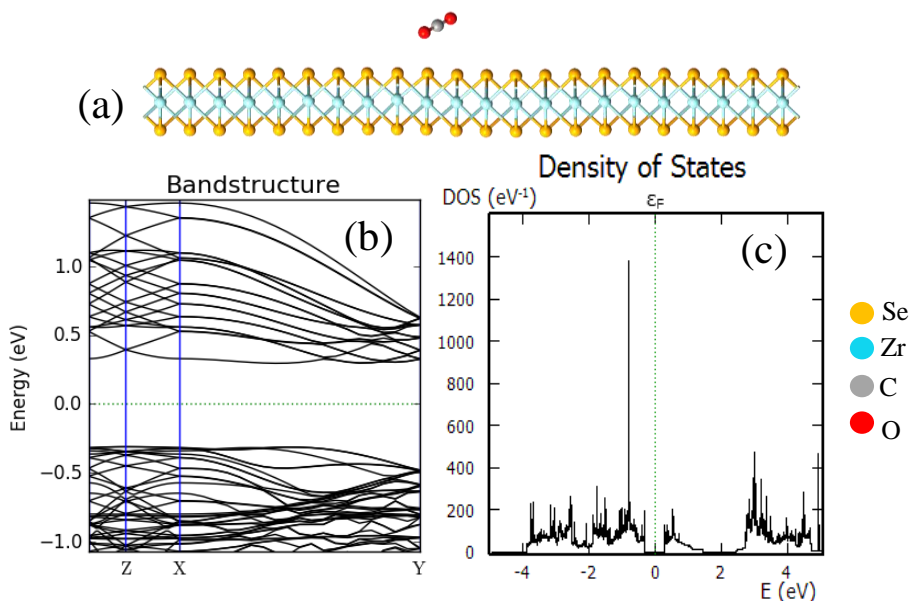 (a)
Bandstructure
(b)
Energy (eV)
1.0
0.5
0.0
−0.5
−1.0
Z
X
Y
Density of States
DOS (eV⁻¹)
ε_F
(c)
1400
1200
1000
800
600
400
200
0
-4
-2
0
2
4
E (eV)
Se
Zr
C
O